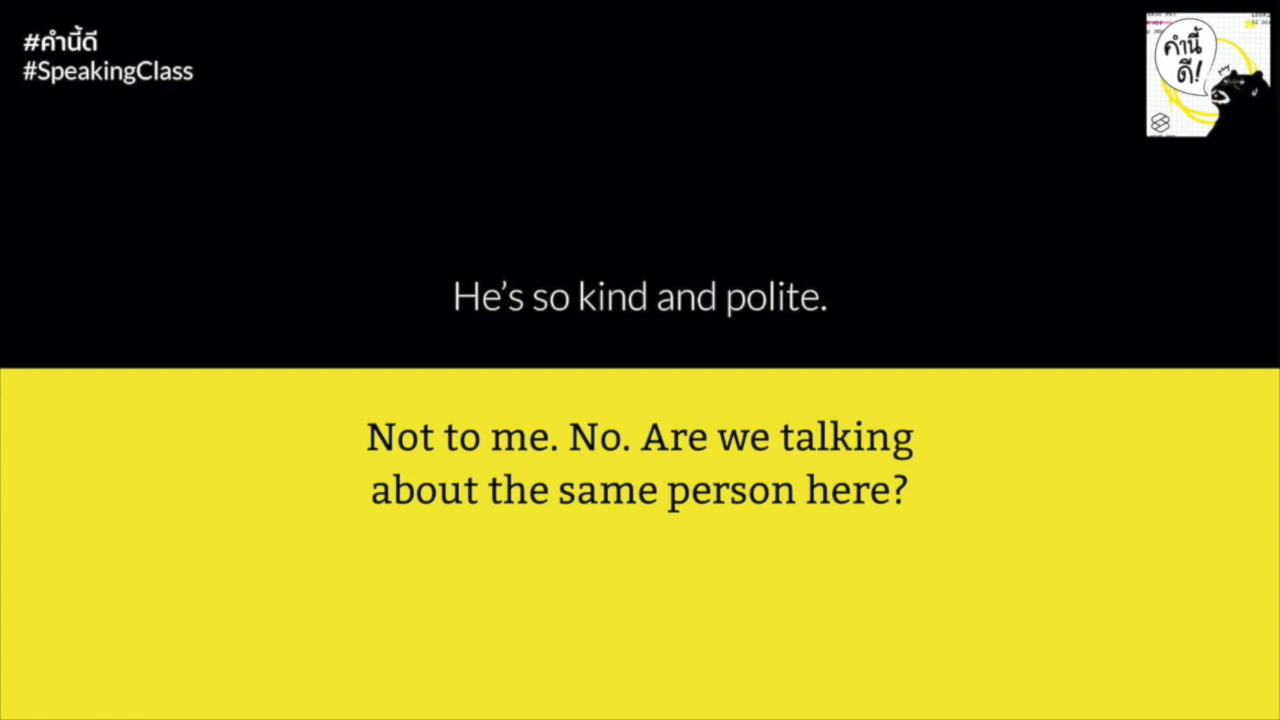 #คำนี้ดี
#SpeakingClass
คำนี้
ดี!
He's so kind and polite.
Not to me. No. Are we talking
about the same person here?